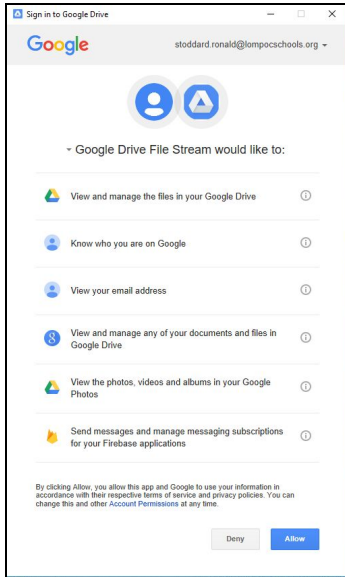 Sign in to Google Drive
Google
stoddard.ronald@lompocschools.org
Google Drive File Stream would like to:
View and manage the files in your Google Drive
Know who you are on Google
View your email address
View and manage any of your documents and files in
Google Drive
View the photos, videos and albums in your Google
Photos
Send messages and manage messaging subscriptions
for your Firebase applications
By clicking Allow, you allow this app and Google to use your information in
accordance with their respective terms of service and privacy policies. You can
change this and other Account Permissions at any time.
Deny
Allow